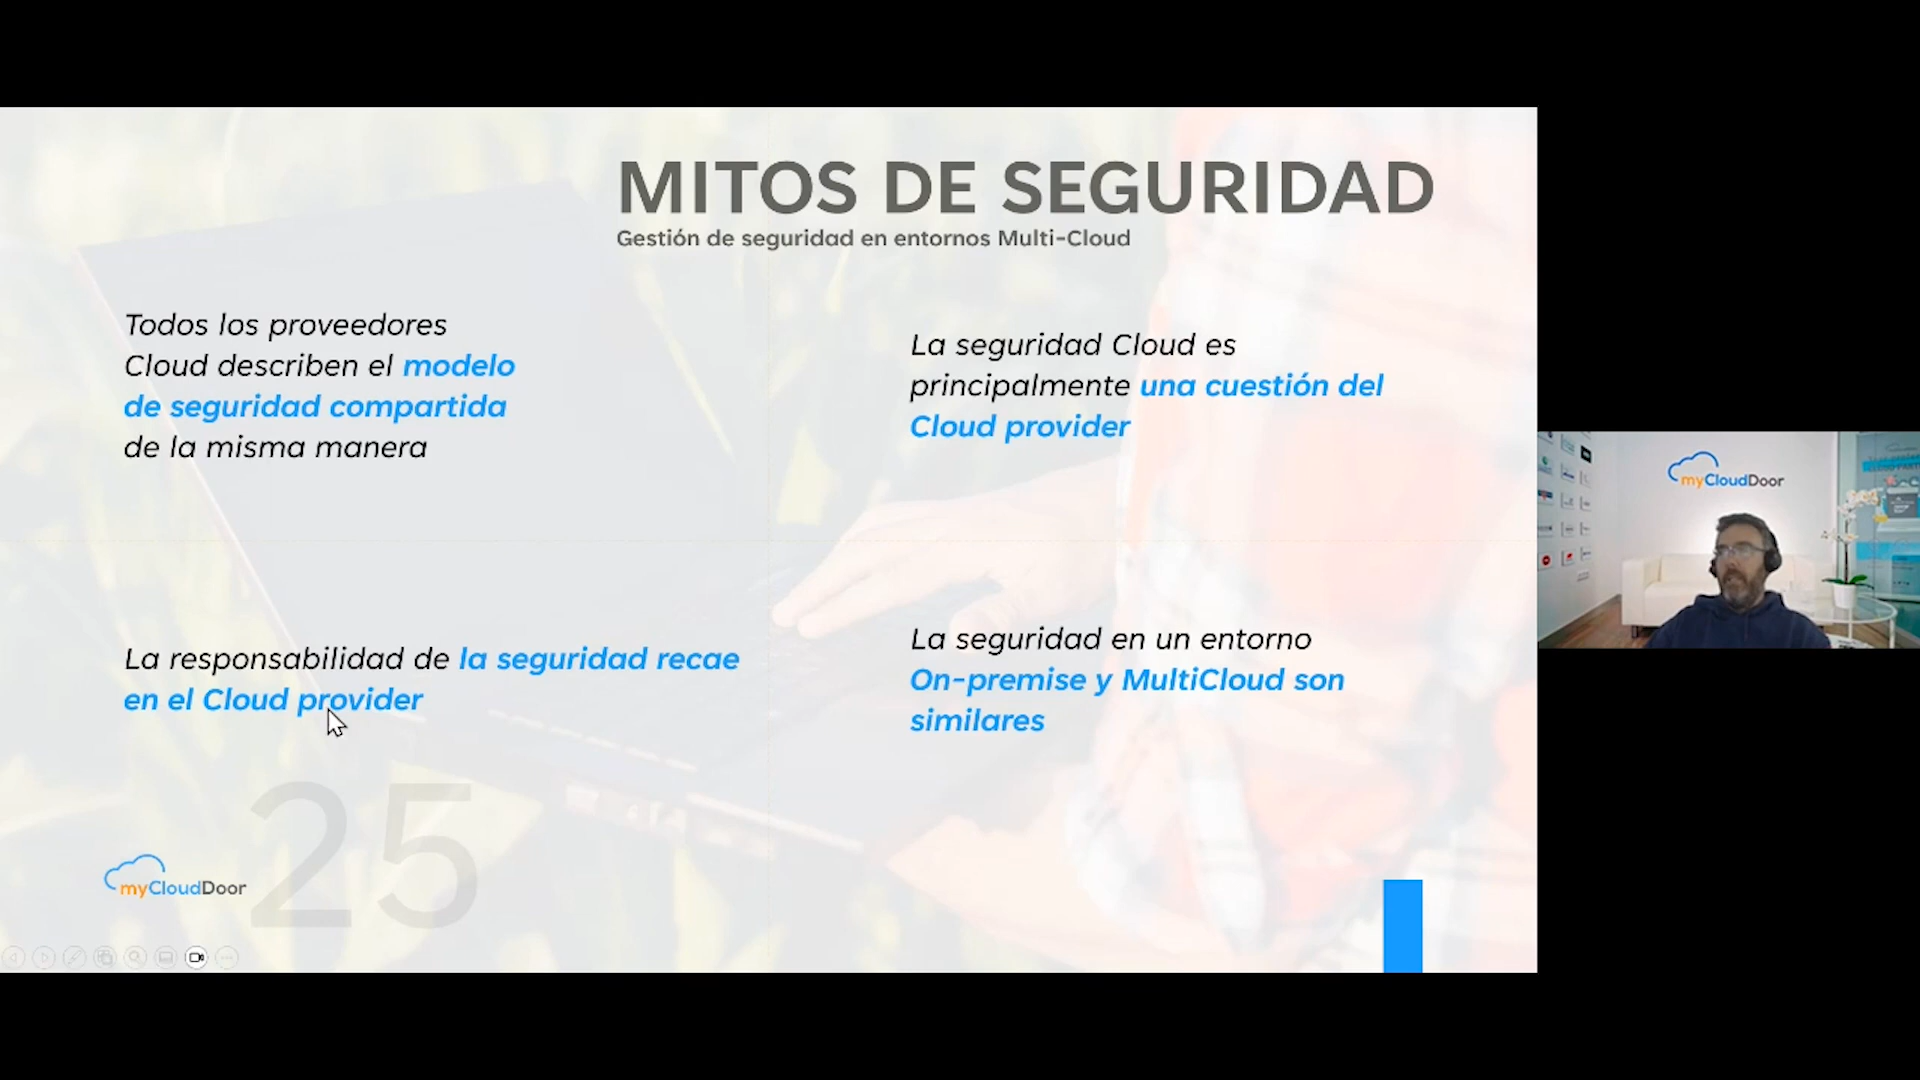 MITOS DE SEGURIDAD
Gestión de seguridad en entornos Multi-Cloud
Todos los proveedores
Cloud describen el modelo
de seguridad compartida
de la misma manera
La seguridad Cloud es
principalmente una cuestión del
Cloud provider
La responsabilidad de la seguridad recae
en el Cloud provider
La seguridad en un entorno
On-premise y MultiCloud son
similares
25
myCloudDoor
myCloudDoor